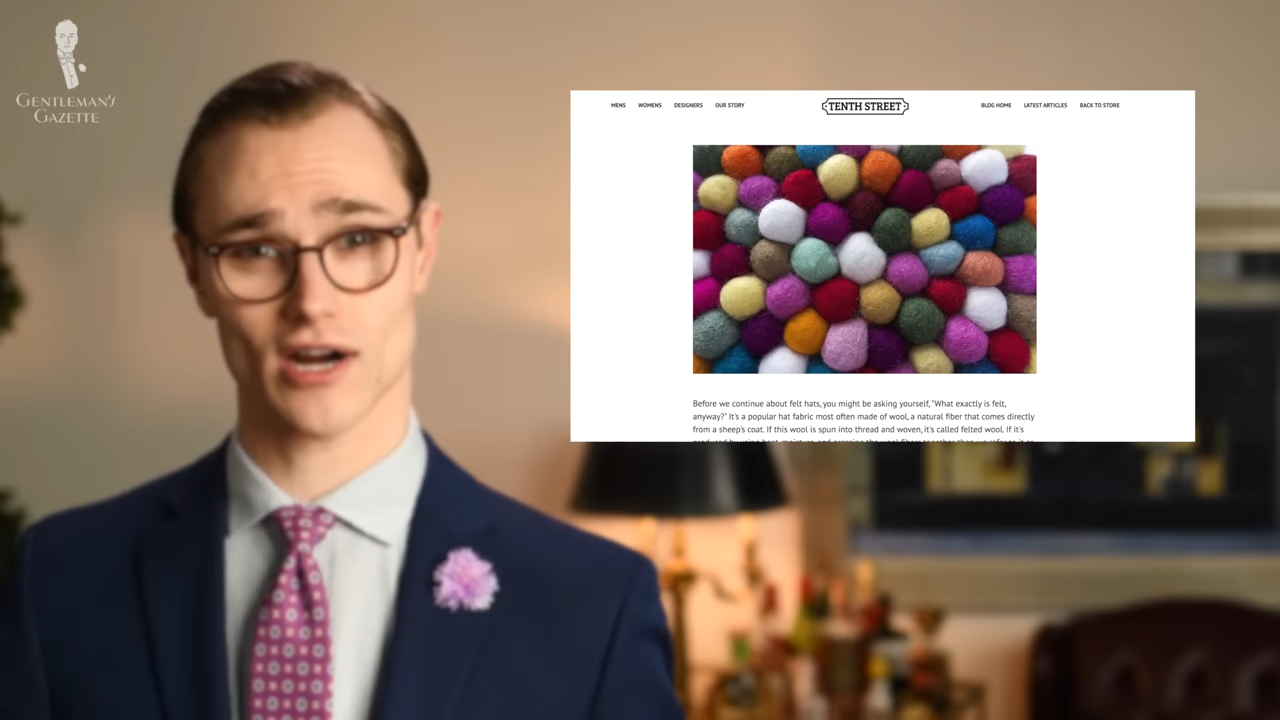 GENTLEMAN'S
GAZETTE
MENS WOMENS DESIGNERS OUR STORY TENTH STREET BLOG HOME LATEST ARTICLES BACK TO STORE
Before we continue about felt hats, you might be asking yourself, "What exactly is felt,
anyway?" It's a popular hat fabric most often made of wool, a natural fiber that comes directly
from a sheep's coat. If this wool is spun into thread and woven, it's called felted wool. If it's